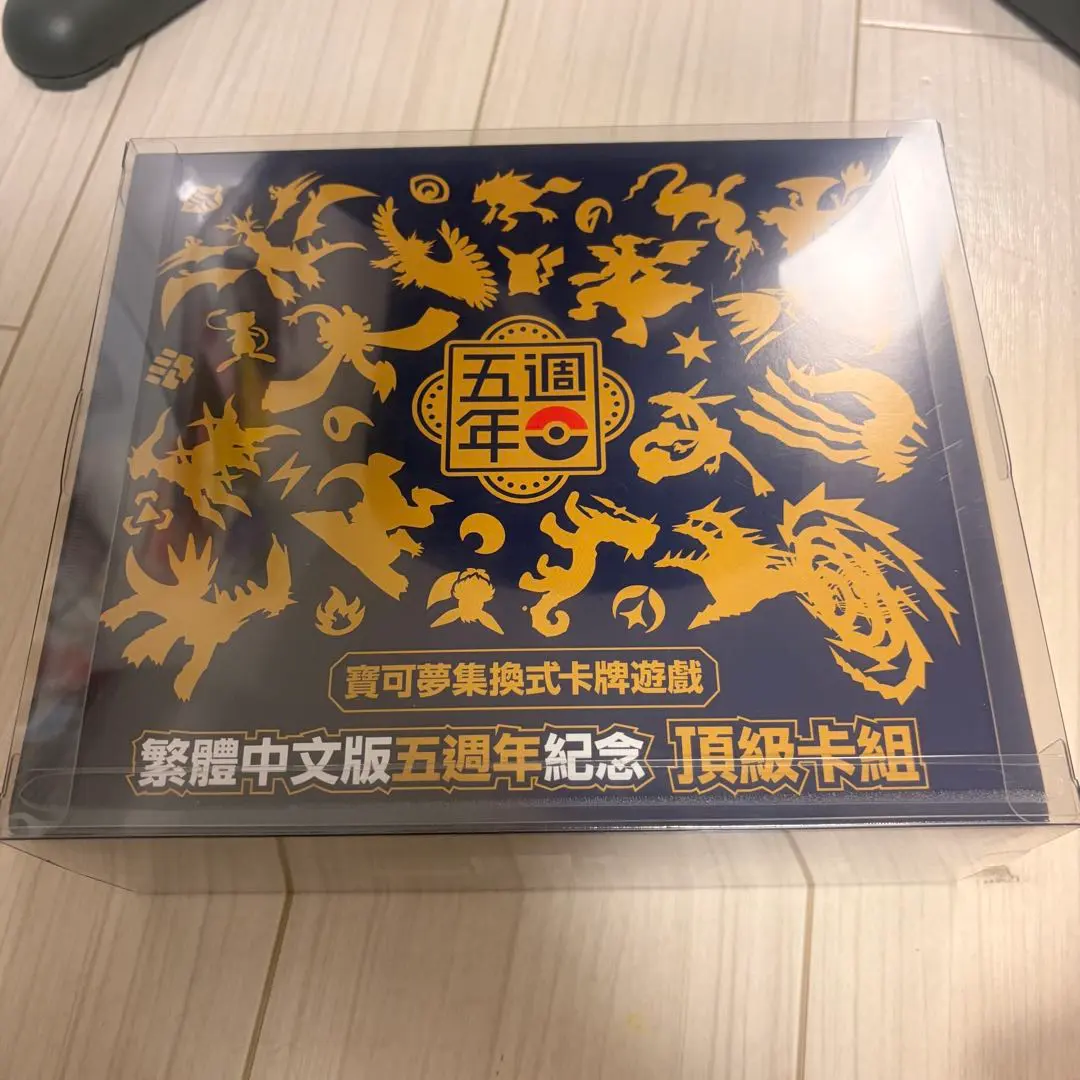 五週
年
寶可夢集換式卡牌遊戲
繁體中文版五週年紀念 頂級卡組